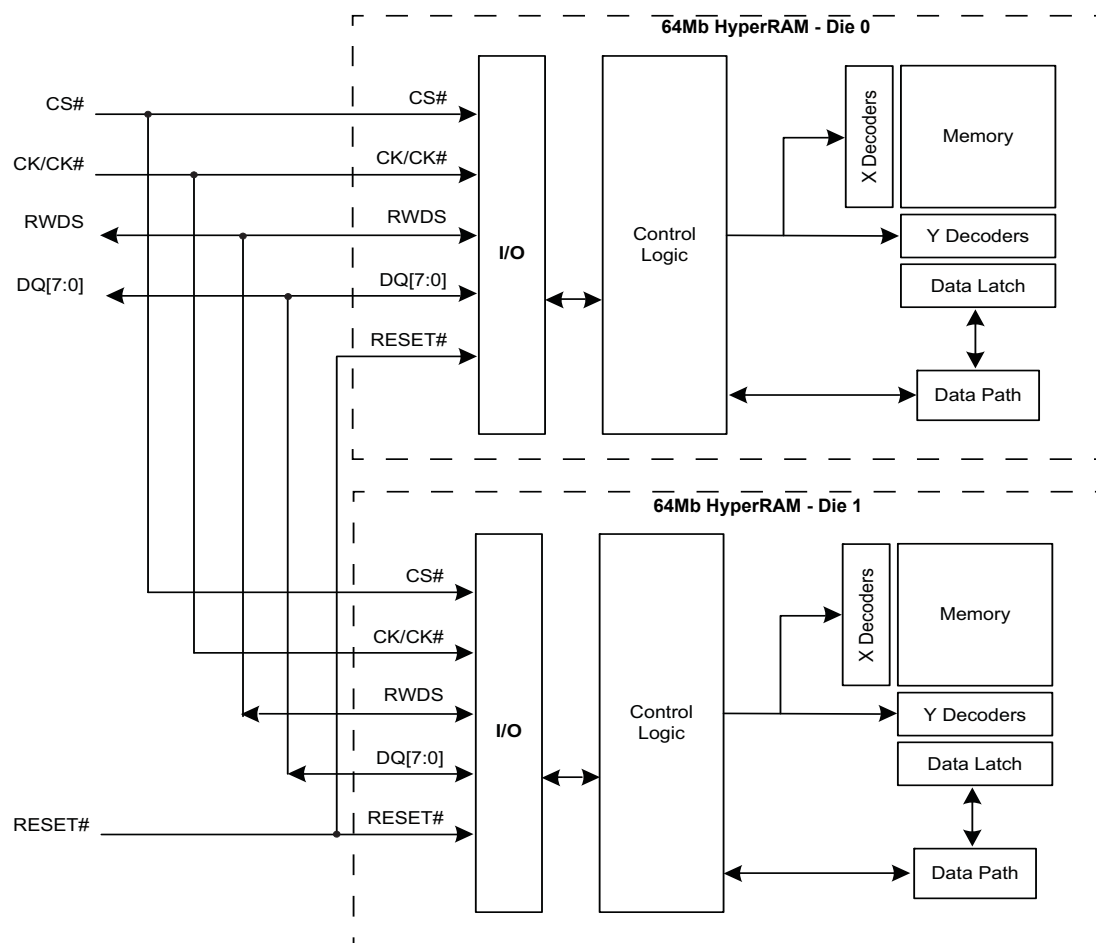 64Mb HyperRAM - Die 0
CS#
CK/CK#
RWDS
DQ[7:0]
CS#
CK/CK#
RWDS
DQ[7:0]
RESET#
I/O
Control
Logic
X Decoders
Memory
Y Decoders
Data Latch
Data Path
64Mb HyperRAM - Die 1
RESET#
CS#
CK/CK#
RWDS
DQ[7:0]
RESET#
I/O
Control
Logic
X Decoders
Memory
Y Decoders
Data Latch
Data Path